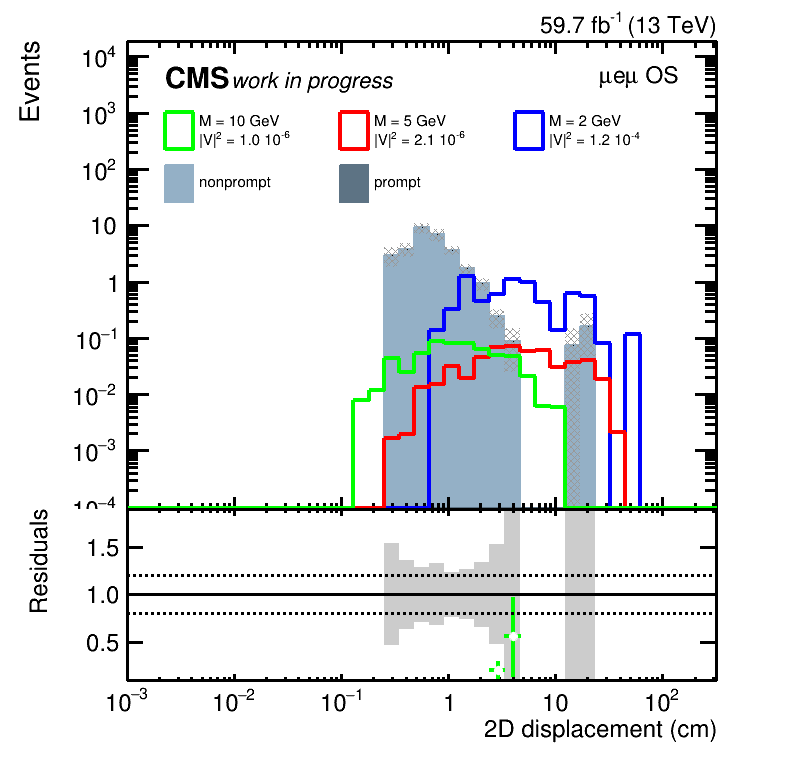 59.7 fb⁻¹ (13 TeV)
Events
CMS work in progress
μeμ OS
M = 10 GeV
|V|² = 1.0 10⁻⁶
M = 5 GeV
|V|² = 2.1 10⁻⁶
M = 2 GeV
|V|² = 1.2 10⁻⁴
nonprompt
prompt
10⁴
10³
10²
10
1
10⁻¹
10⁻²
10⁻³
10⁻⁴
Residuals
1.5
1.0
0.5
10⁻³ 10⁻² 10⁻¹ 1 10 10²
2D displacement (cm)